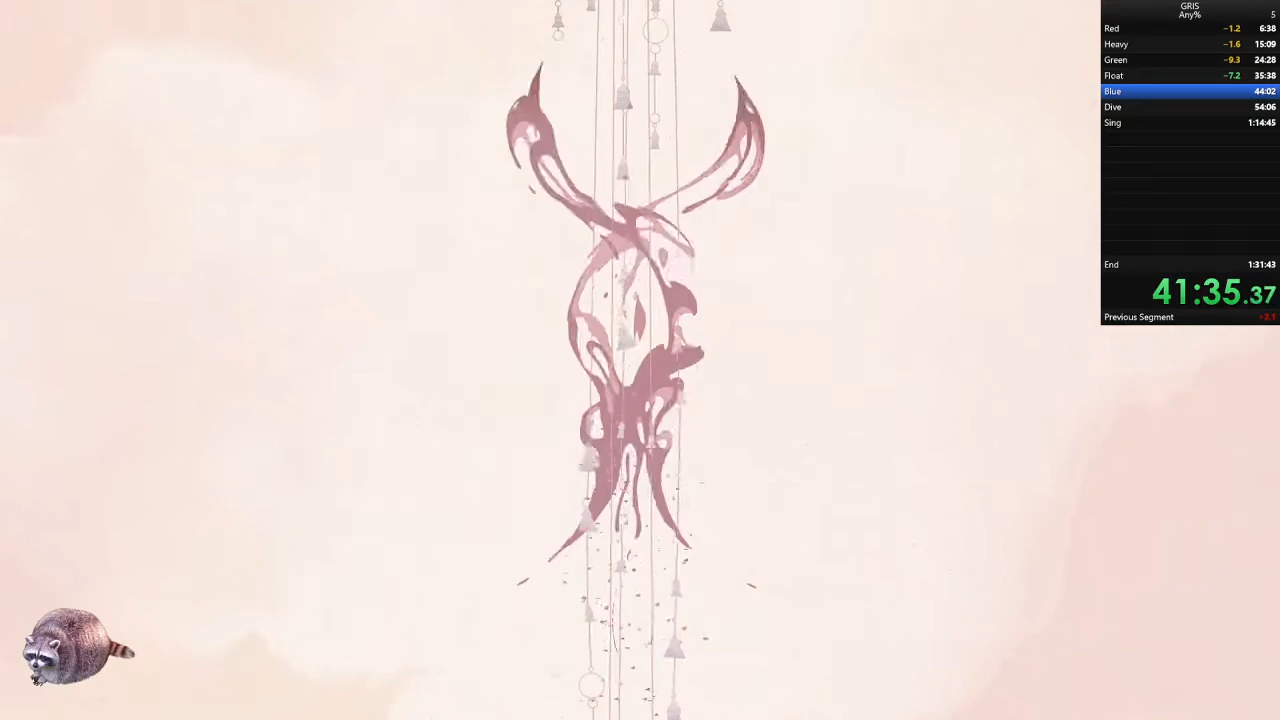 GRIS
Any% 5
Red −1.2 6:38
Heavy −1.6 15:09
Green −9.3 24:28
Float −7.2 35:38
Blue 44:02
Dive 54:06
Sing 1:14:45
End 1:31:43
41:35.37
Previous Segment +2.1